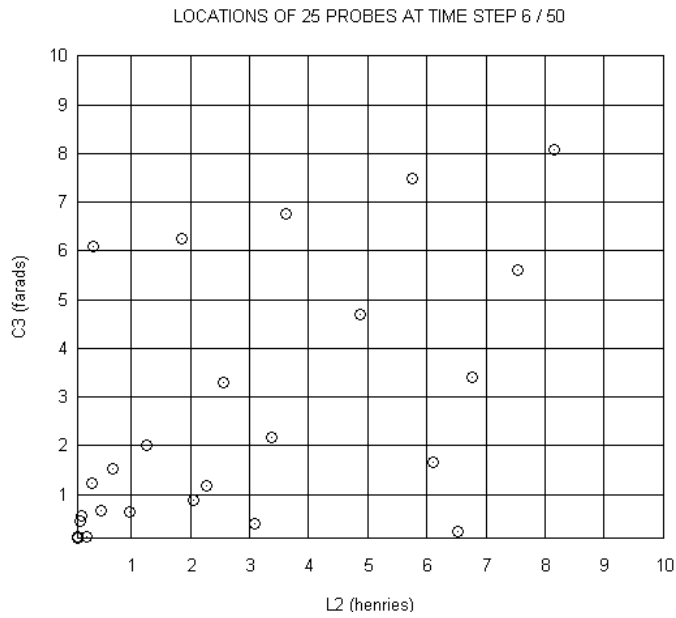 LOCATIONS OF 25 PROBES AT TIME STEP 6 / 50
10
9
8
7
6
5
4
3
2
1
C3 (farads)
1 2 3 4 5 6 7 8 9 10
L2 (henries)